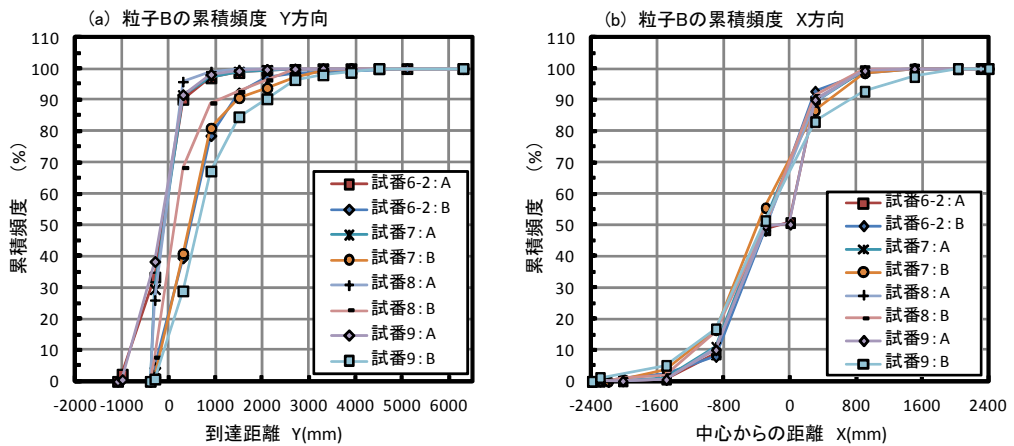 (a) 粒子Bの累積頻度 Y方向
110
100
90
80
70
60
50
40
30
20
10
0
累積頻度 (%)
-2000 -1000 0 1000 2000 3000 4000 5000 6000
到達距離 Y(mm)
試番6-2:A
試番6-2:B
試番7:A
試番7:B
試番8:A
試番8:B
試番9:A
試番9:B
(b) 粒子Bの累積頻度 X方向
110
100
90
80
70
60
50
40
30
20
10
0
累積頻度 (%)
-2400 -1600 -800 0 800 1600 2400
中心からの距離 X(mm)
試番6-2:A
試番6-2:B
試番7:A
試番7:B
試番8:A
試番8:B
試番9:A
試番9:B